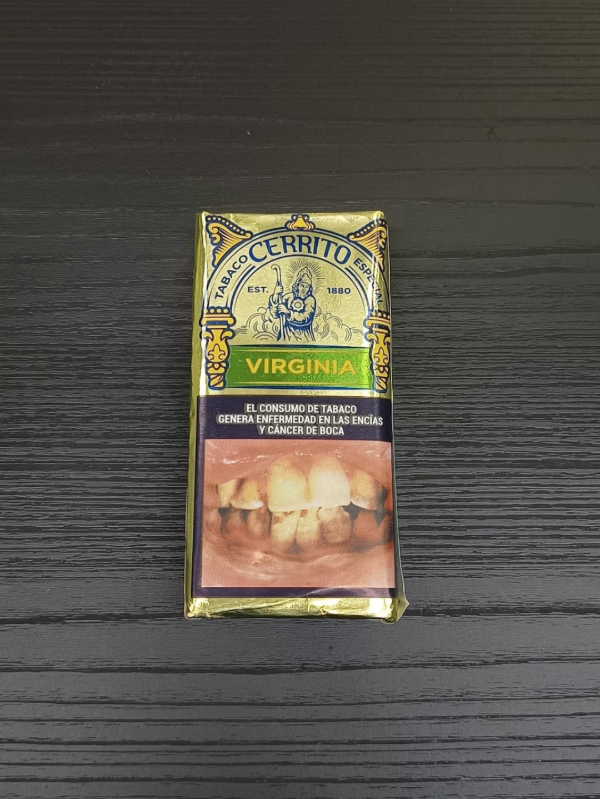 TABACO CERRITO ESPECIAL
EST. 1880
VIRGINIA
EL CONSUMO DE TABACO
GENERA ENFERMEDAD EN LAS ENCÍAS
Y CÁNCER DE BOCA